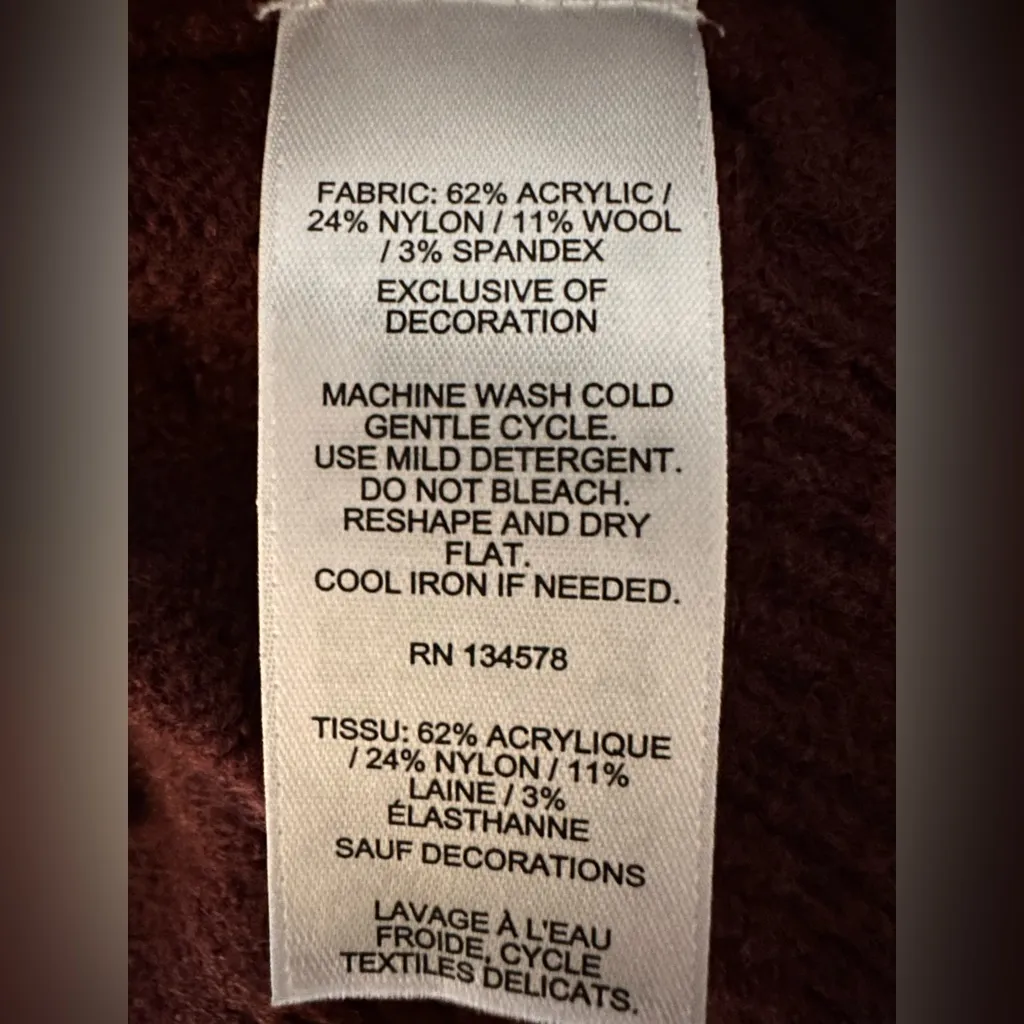 FABRIC: 62% ACRYLIC /
24% NYLON / 11% WOOL
/ 3% SPANDEX
EXCLUSIVE OF
DECORATION
MACHINE WASH COLD
GENTLE CYCLE.
USE MILD DETERGENT.
DO NOT BLEACH.
RESHAPE AND DRY
FLAT.
COOL IRON IF NEEDED.
RN 134578
TISSU: 62% ACRYLIQUE
/ 24% NYLON / 11%
LAINE / 3%
ÉLASTHANNE
SAUF DECORATIONS
LAVAGE À L'EAU
FROIDE, CYCLE
TEXTILES DELICATS.